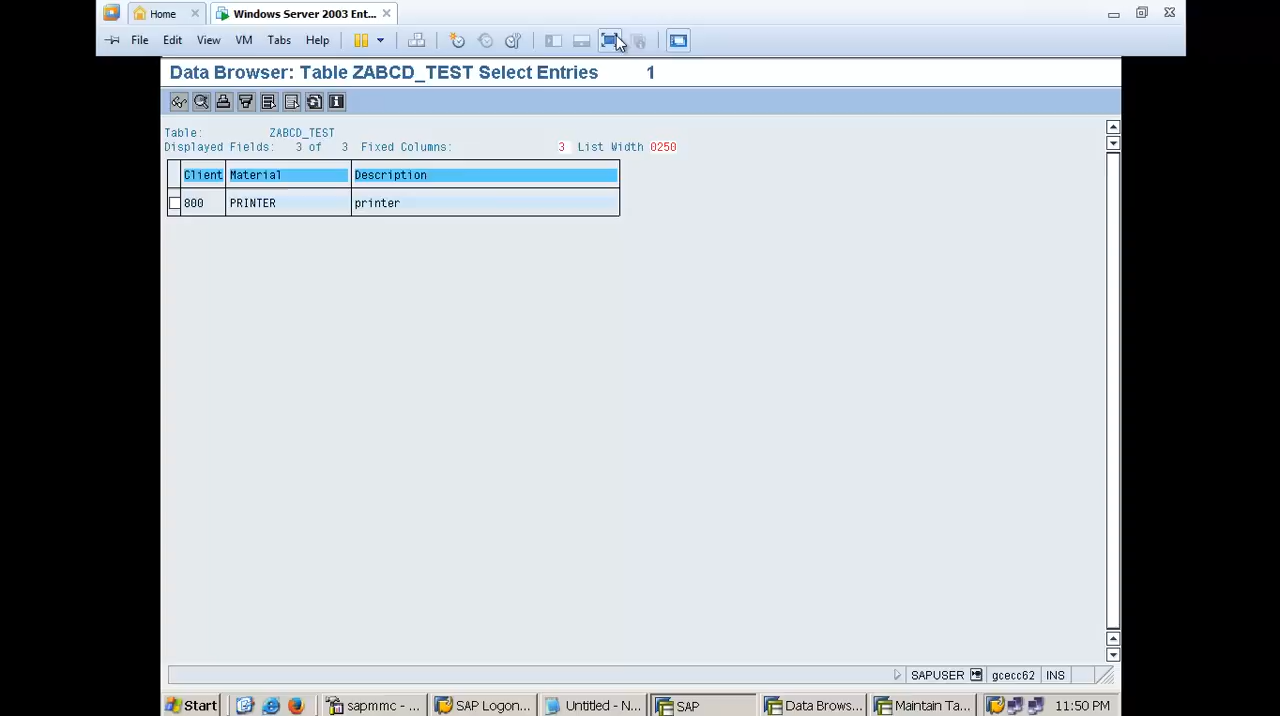 Home
Windows Server 2003 Ent...
File Edit View VM Tabs Help
Data Browser: Table ZABCD_TEST Select Entries 1
Table: ZABCD_TEST
Displayed Fields: 3 of 3 Fixed Columns: 3 List Width 0250
Client Material Description
800 PRINTER printer
SAPUSER gcecc62 INS
Start sapmmc - ... SAP Logon... Untitled - N... SAP Data Brows... Maintain Ta... 11:50 PM